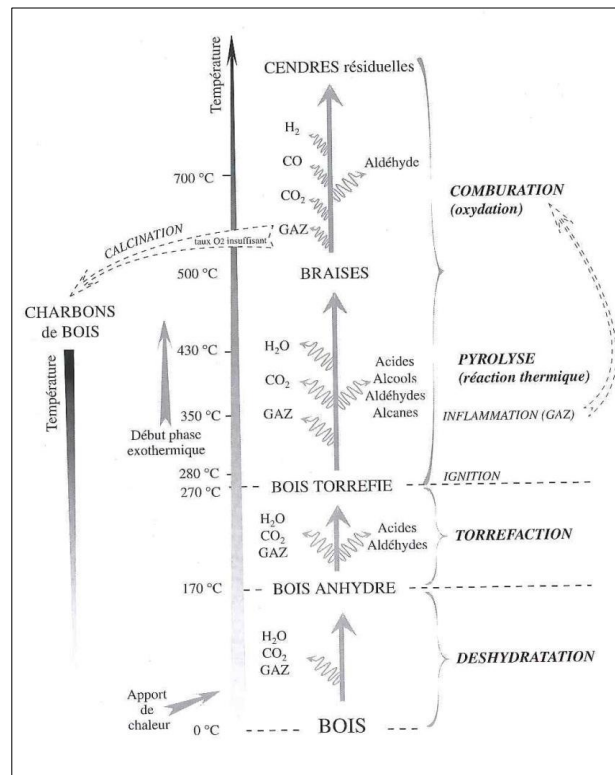 Température
CENDRES résiduelles
H2
CO
Aldéhyde
700 °C
CO2
COMBURATION
(oxydation)
CALCINATION
taux O2 insuffisant
GAZ
500 °C
BRAISES
CHARBONS
de BOIS
Température
H2O
430 °C
CO2
Acides
Alcools
Aldéhydes
Alcanes
PYROLYSE
(réaction thermique)
350 °C
GAZ
INFLAMMATION (GAZ)
Début phase
exothermique
280 °C
IGNITION
270 °C
BOIS TORREFIE
H2O
CO2
GAZ
Acides
Aldéhydes
TORREFACTION
170 °C
BOIS ANHYDRE
H2O
CO2
GAZ
DESHYDRATATION
Apport
de
chaleur
0 °C
BOIS